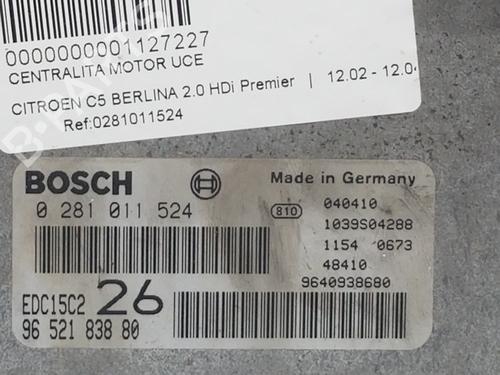 0000000001127227
CENTRALITA MOTOR UCE
CITROEN C5 BERLINA 2.0 HDi Premier | 12.02 - 12.04
Ref:0281011524
BOSCH
Made in Germany
0 281 011 524
810
040410
1039S04288
1154 0673
48410
9640938680
EDC15C2 26
96 521 838 80
B-PARTS